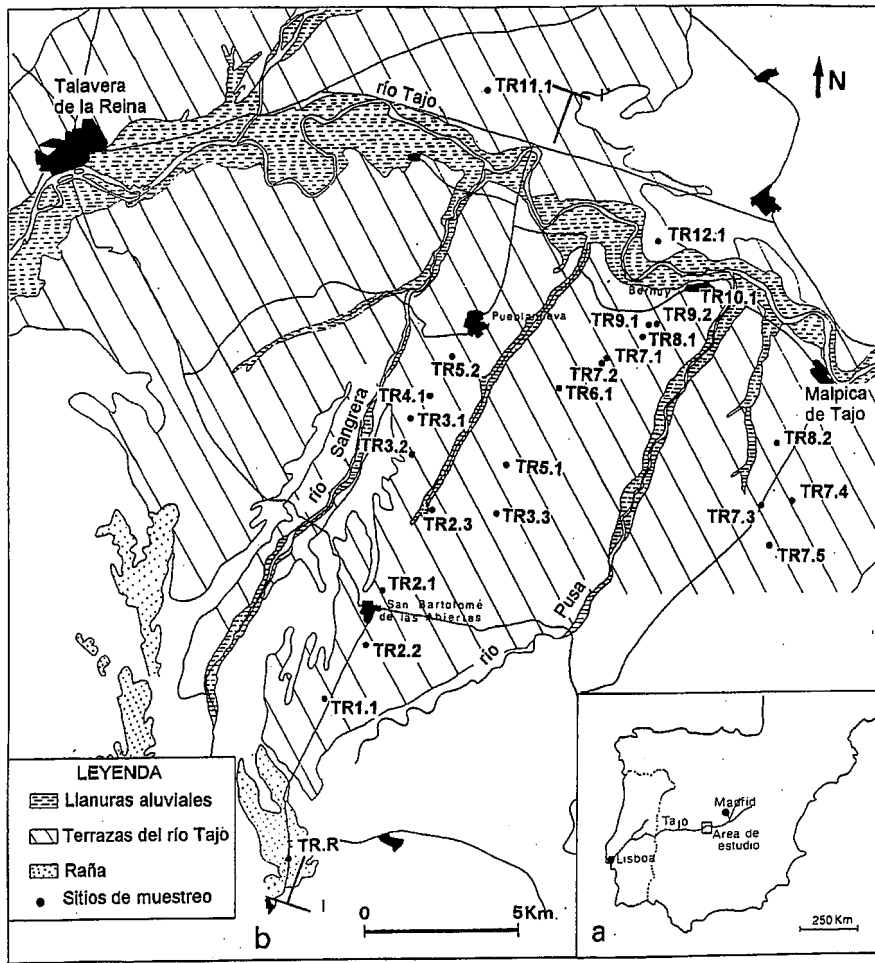 TR11.1
I
N
Talavera
de la Reina
río Tajo
TR12.1
Bernuy
TR10.1
TR9.1
TR9.2
TR8.1
TR7.1
TR7.2
TR6.1
TR5.2
TR4.1
TR3.1
TR3.2
río Sangrera
Malpica
de Tajo
TR8.2
TR5.1
TR7.4
TR7.3
TR2.3
TR3.3
TR7.5
TR2.1
San Bartolomé
de las Abiertas
río Pusa
TR2.2
TR1.1
TR.R
I
LEYENDA
Llanuras aluviales
Terrazas del río Tajo
Raña
Sitios de muestreo
0 5Km.
b
Madrid
Tajo
Area de
estudio
Lisboa
a
250 Km